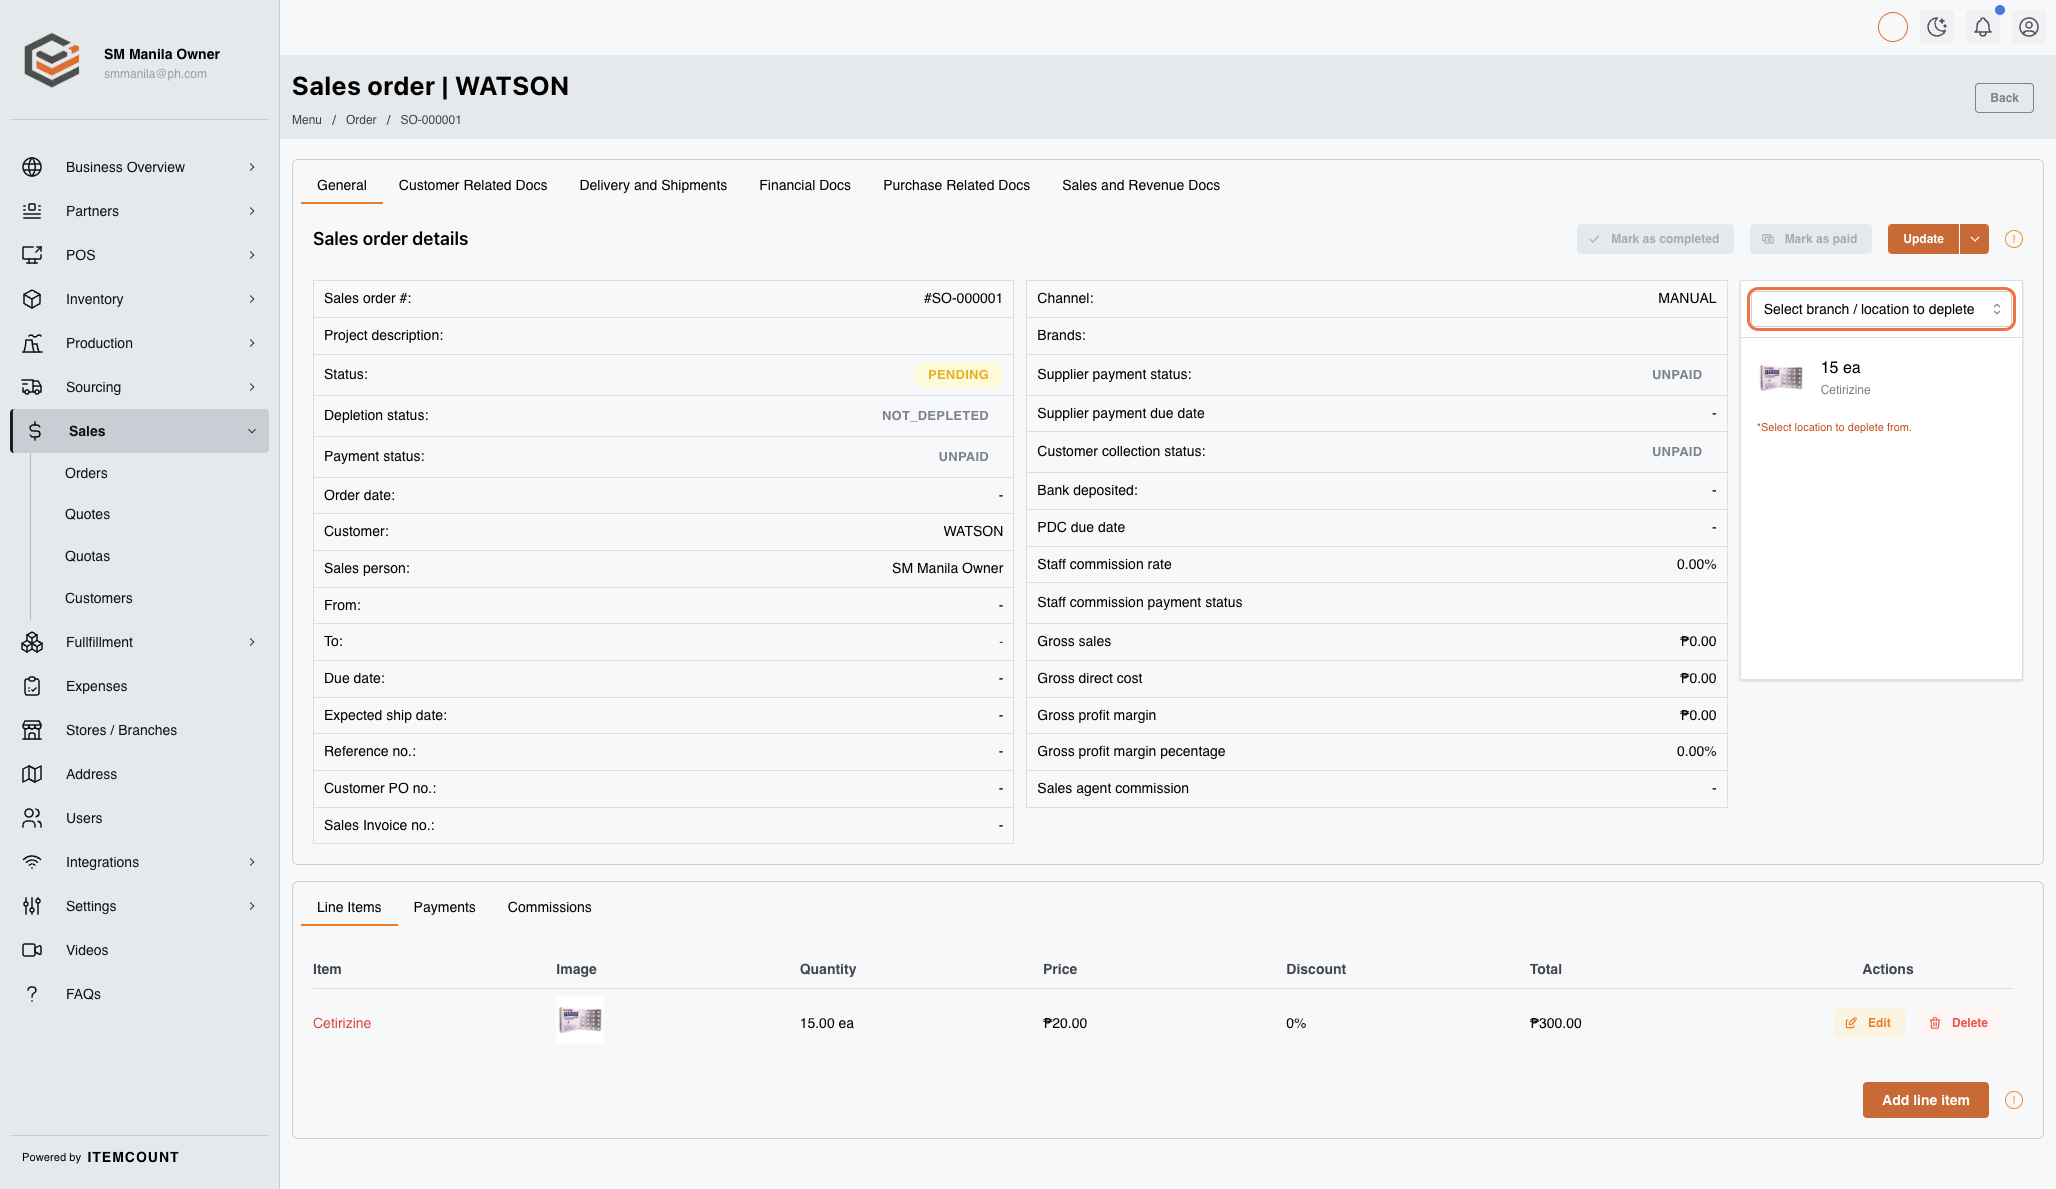 SM Manila Owner
smmanila@ph.com
Business Overview
Partners
POS
Inventory
Production
Sourcing
Sales
Orders
Quotes
Quotas
Customers
Fullfillment
Expenses
Stores / Branches
Address
Users
Integrations
Settings
Videos
FAQs
Powered by ITEMCOUNT
Sales order | WATSON
Menu / Order / SO-000001
Back
General Customer Related Docs Delivery and Shipments Financial Docs Purchase Related Docs Sales and Revenue Docs
Sales order details
Mark as completed Mark as paid Update
Sales order #: #SO-000001
Project description:
Status: PENDING
Depletion status: NOT_DEPLETED
Payment status: UNPAID
Order date: -
Customer: WATSON
Sales person: SM Manila Owner
From: -
To: -
Due date: -
Expected ship date: -
Reference no.: -
Customer PO no.: -
Sales Invoice no.: -
Channel: MANUAL
Brands:
Supplier payment status: UNPAID
Supplier payment due date -
Customer collection status: UNPAID
Bank deposited: -
PDC due date -
Staff commission rate 0.00%
Staff commission payment status
Gross sales ₱0.00
Gross direct cost ₱0.00
Gross profit margin ₱0.00
Gross profit margin pecentage 0.00%
Sales agent commission -
Select branch / location to deplete
15 ea
Cetirizine
*Select location to deplete from.
Line Items Payments Commissions
Item Image Quantity Price Discount Total Actions
Cetirizine 15.00 ea ₱20.00 0% ₱300.00 Edit Delete
Add line item